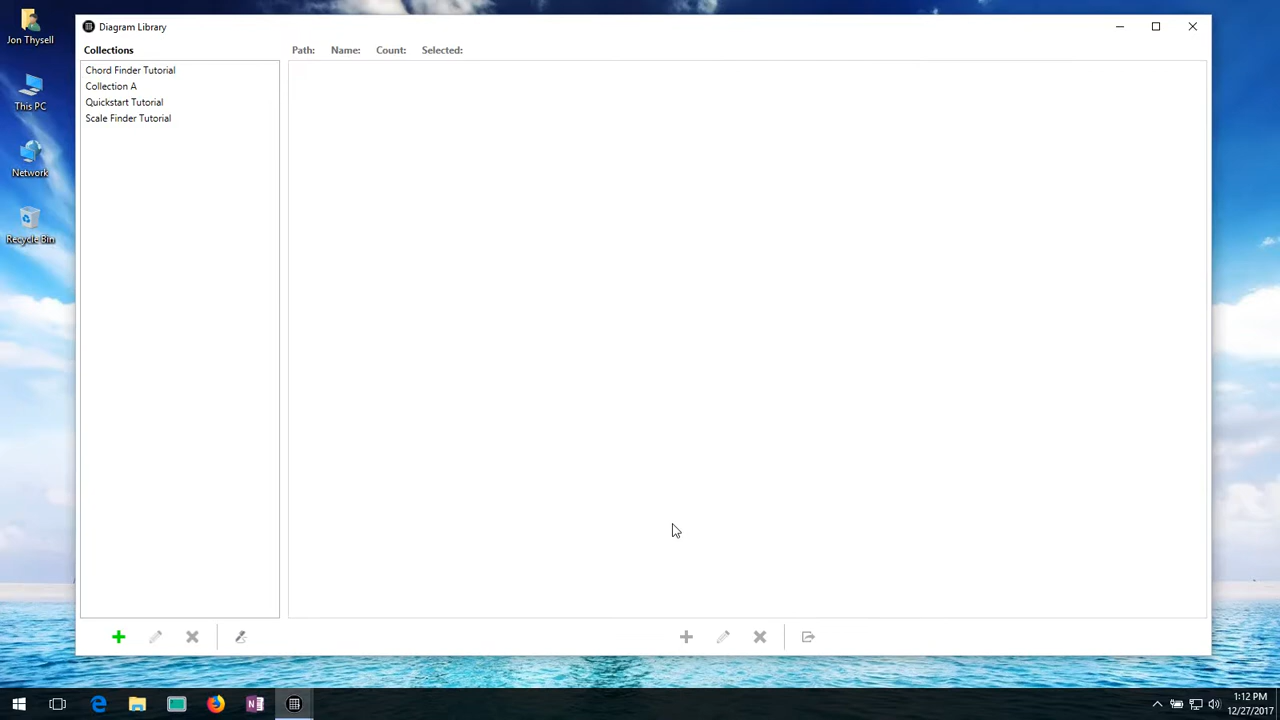 Jon Thysell
This PC
Network
Recycle Bin
Diagram Library
Collections
Path: Name: Count: Selected:
Chord Finder Tutorial
Collection A
Quickstart Tutorial
Scale Finder Tutorial
1:12 PM
12/27/2017